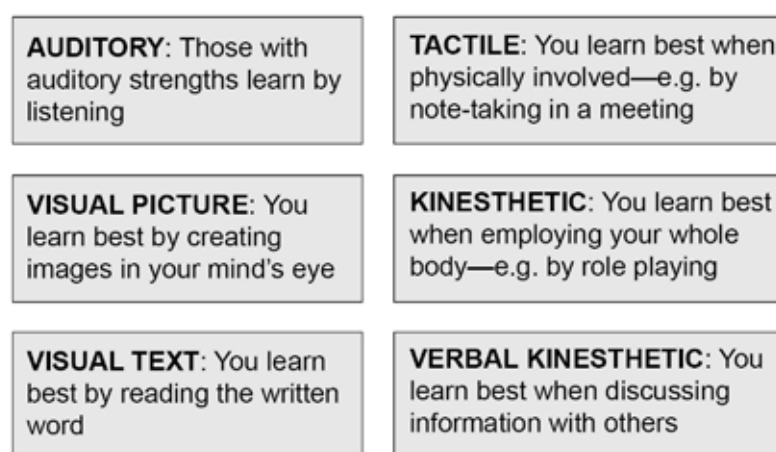 AUDITORY: Those with
auditory strengths learn by
listening
TACTILE: You learn best when
physically involved—e.g. by
note-taking in a meeting
VISUAL PICTURE: You
learn best by creating
images in your mind's eye
KINESTHETIC: You learn best
when employing your whole
body—e.g. by role playing
VISUAL TEXT: You learn
best by reading the written
word
VERBAL KINESTHETIC: You
learn best when discussing
information with others